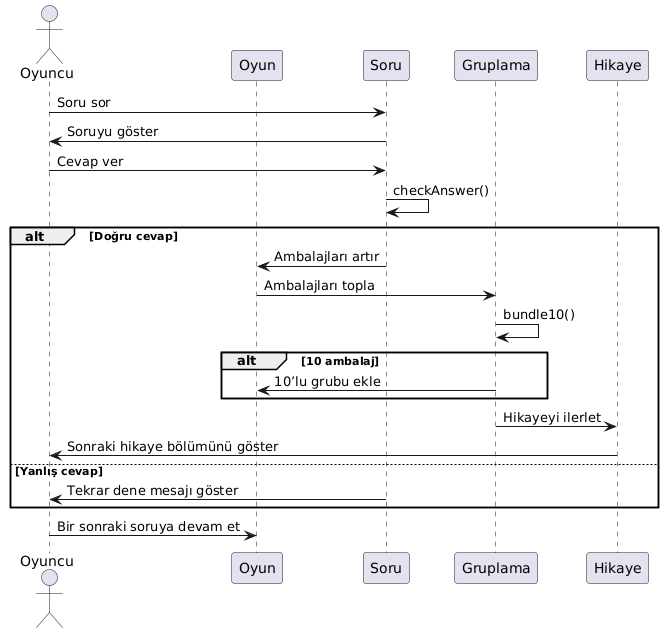 Oyuncu
Oyun
Soru
Gruplama
Hikaye
Soru sor
Soruyu göster
Cevap ver
checkAnswer()
alt
[Doğru cevap]
Ambalajları artır
Ambalajları topla
bundle10()
alt
[10 ambalaj]
10’lu grubu ekle
Hikayeyi ilerlet
Sonraki hikaye bölümünü göster
[Yanlış cevap]
Tekrar dene mesajı göster
Bir sonraki soruya devam et
Oyuncu
Oyun
Soru
Gruplama
Hikaye